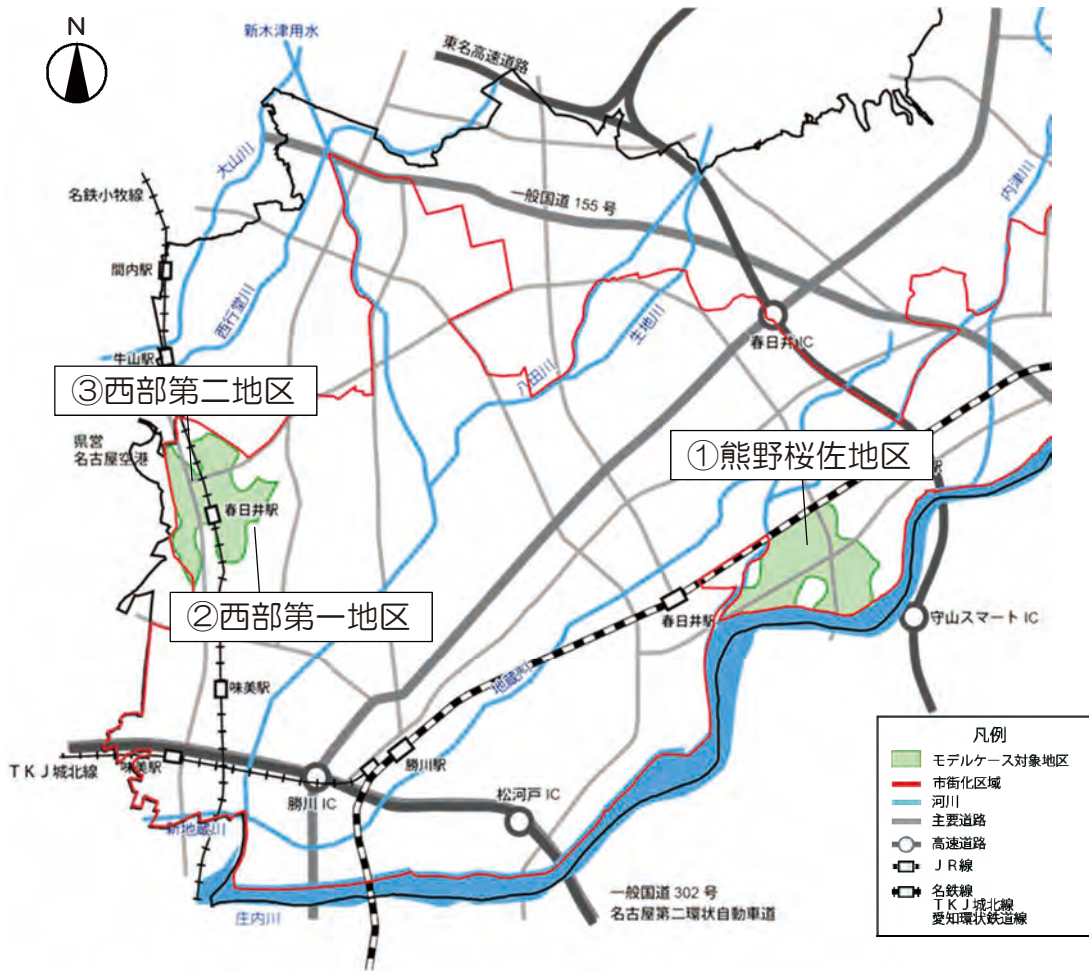 N
新木津用水
東名高速道路
大山川
名鉄小牧線
一般国道 155 号
内津川
間内駅
西行堂川
牛山駅
生地川
春日井 IC
八田川
③西部第二地区
県営
名古屋空港
①熊野桜佐地区
駅
春日井駅
②西部第一地区
春日井駅
守山スマート IC
地蔵川
味美駅
TKJ城北線
味美駅
勝川駅
勝川 IC
松河戸 IC
新地蔵川
庄内川
一般国道 302 号
名古屋第二環状自動車道
凡例
モデルケース対象地区
市街化区域
河川
主要道路
高速道路
JR線
名鉄線
TKJ城北線
愛知環状鉄道線